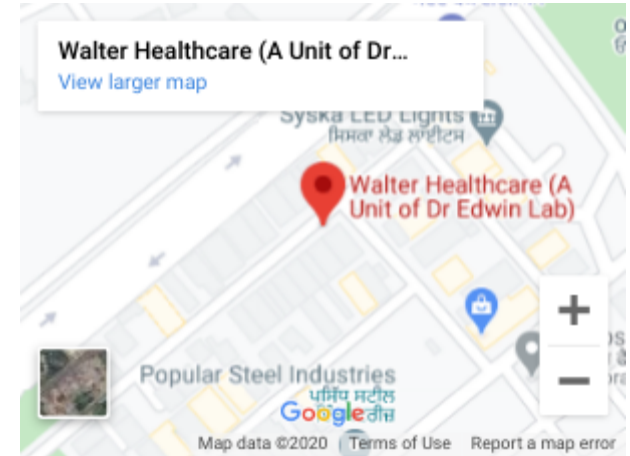 Walter Healthcare (A Unit of Dr...
View larger map
Syska LED Lights
ਸਿਸਕਾ ਲੇਡ ਲਾਈਟਸ
Walter Healthcare (A
Unit of Dr Edwin Lab)
+
−
Popular Steel Industries
ਪਸਿੱਧ ਸਟੀਲ
Google
Map data ©2020
Terms of Use
Report a map error